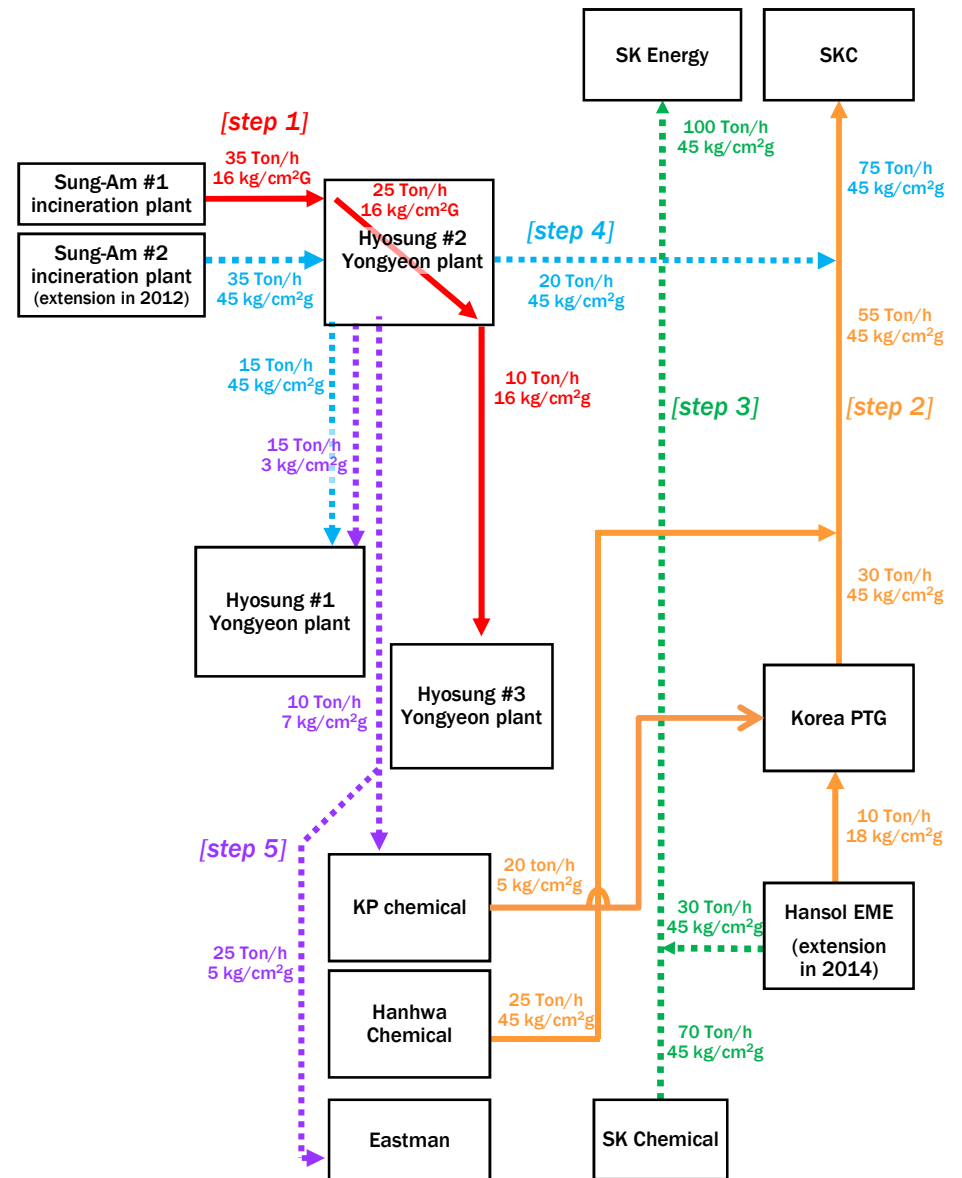 SK Energy
SKC
[step 1]
100 Ton/h
45 kg/cm²g
35 Ton/h
16 kg/cm²G
75 Ton/h
45 kg/cm²g
Sung-Am #1
incineration plant
25 Ton/h
16 kg/cm²G
Hyosung #2
Yongyeon plant
[step 4]
Sung-Am #2
incineration plant
(extension in 2012)
35 Ton/h
45 kg/cm²g
20 Ton/h
45 kg/cm²g
55 Ton/h
45 kg/cm²g
15 Ton/h
45 kg/cm²g
10 Ton/h
16 kg/cm²g
[step 3]
[step 2]
15 Ton/h
3 kg/cm²g
30 Ton/h
45 kg/cm²g
Hyosung #1
Yongyeon plant
10 Ton/h
7 kg/cm²g
Hyosung #3
Yongyeon plant
Korea PTG
10 Ton/h
18 kg/cm²g
[step 5]
20 ton/h
5 kg/cm²g
KP chemical
30 Ton/h
45 kg/cm²g
Hansol EME
(extension
in 2014)
25 Ton/h
5 kg/cm²g
Hanhwa
Chemical
25 Ton/h
45 kg/cm²g
70 Ton/h
45 kg/cm²g
Eastman
SK Chemical